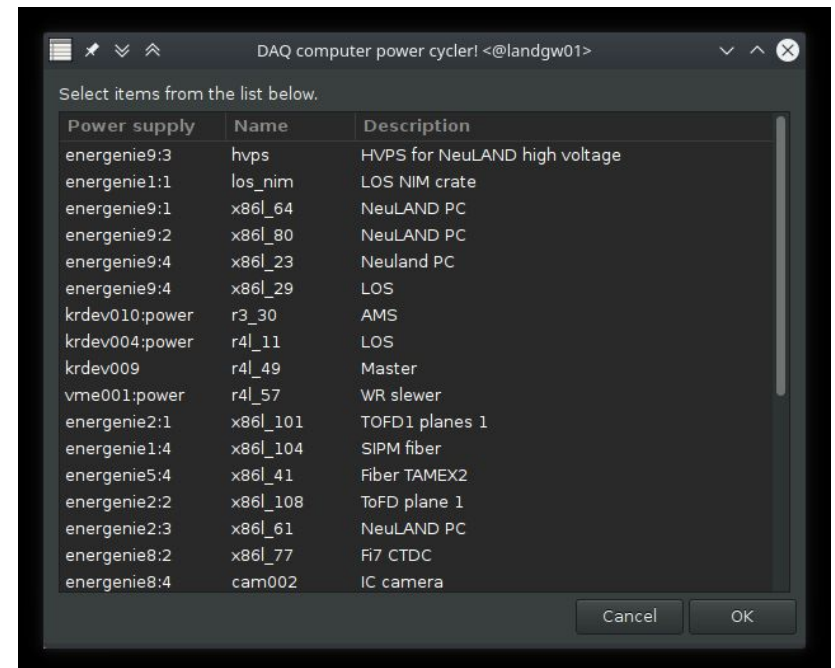 DAQ computer power cycler! <@landgw01>
Select items from the list below.
Power supply Name Description
energenie9:3 hvps HVPS for NeuLAND high voltage
energenie1:1 los_nim LOS NIM crate
energenie9:1 x86l_64 NeuLAND PC
energenie9:2 x86l_80 NeuLAND PC
energenie9:4 x86l_23 Neuland PC
energenie9:4 x86l_29 LOS
krdev010:power r3_30 AMS
krdev004:power r4l_11 LOS
krdev009 r4l_49 Master
vme001:power r4l_57 WR slewer
energenie2:1 x86l_101 TOFD1 planes 1
energenie1:4 x86l_104 SIPM fiber
energenie5:4 x86l_41 Fiber TAMEX2
energenie2:2 x86l_108 ToFD plane 1
energenie2:3 x86l_61 NeuLAND PC
energenie8:2 x86l_77 Fi7 CTDC
energenie8:4 cam002 IC camera
Cancel OK